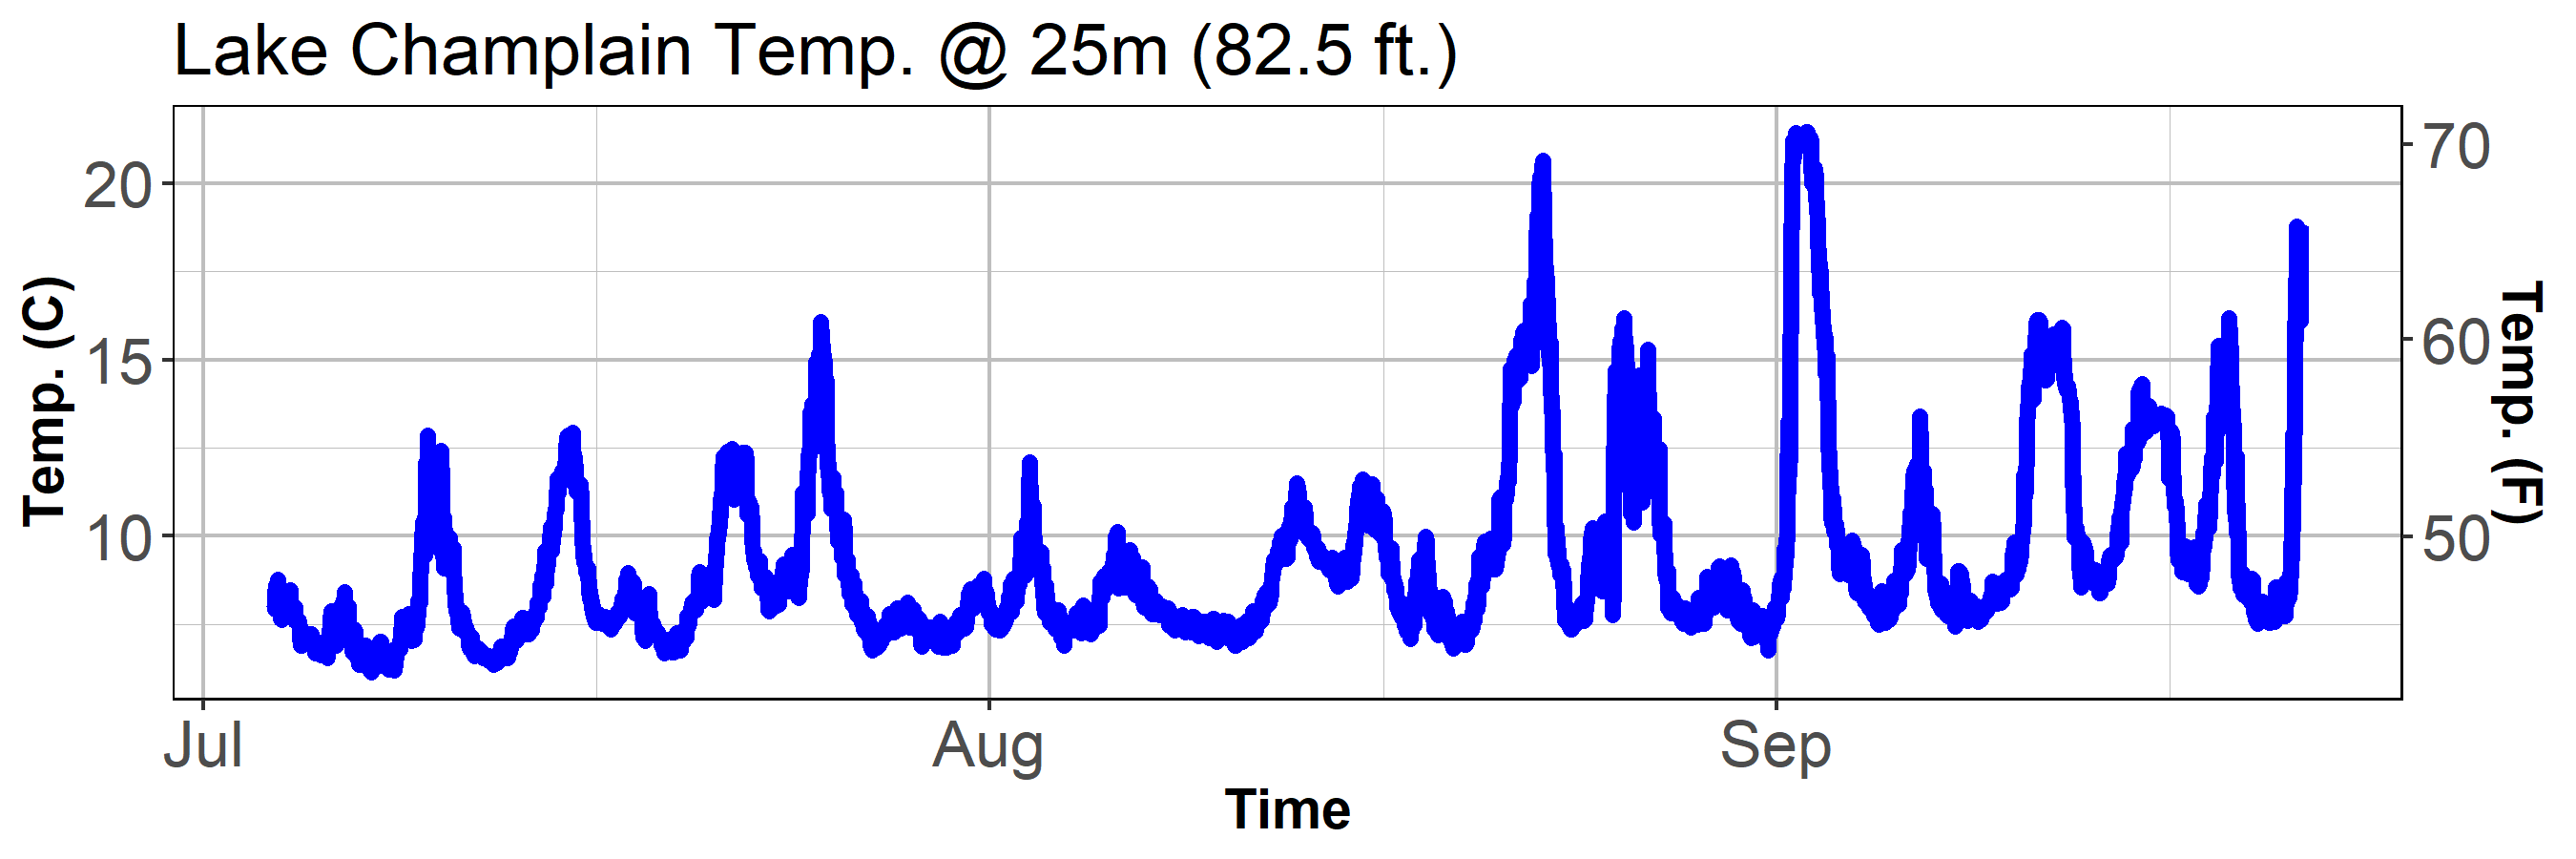 Lake Champlain Temp. @ 25m (82.5 ft.)
Temp. (C)
20
15
10
70
60
50
Temp. (F)
Jul Aug Sep
Time